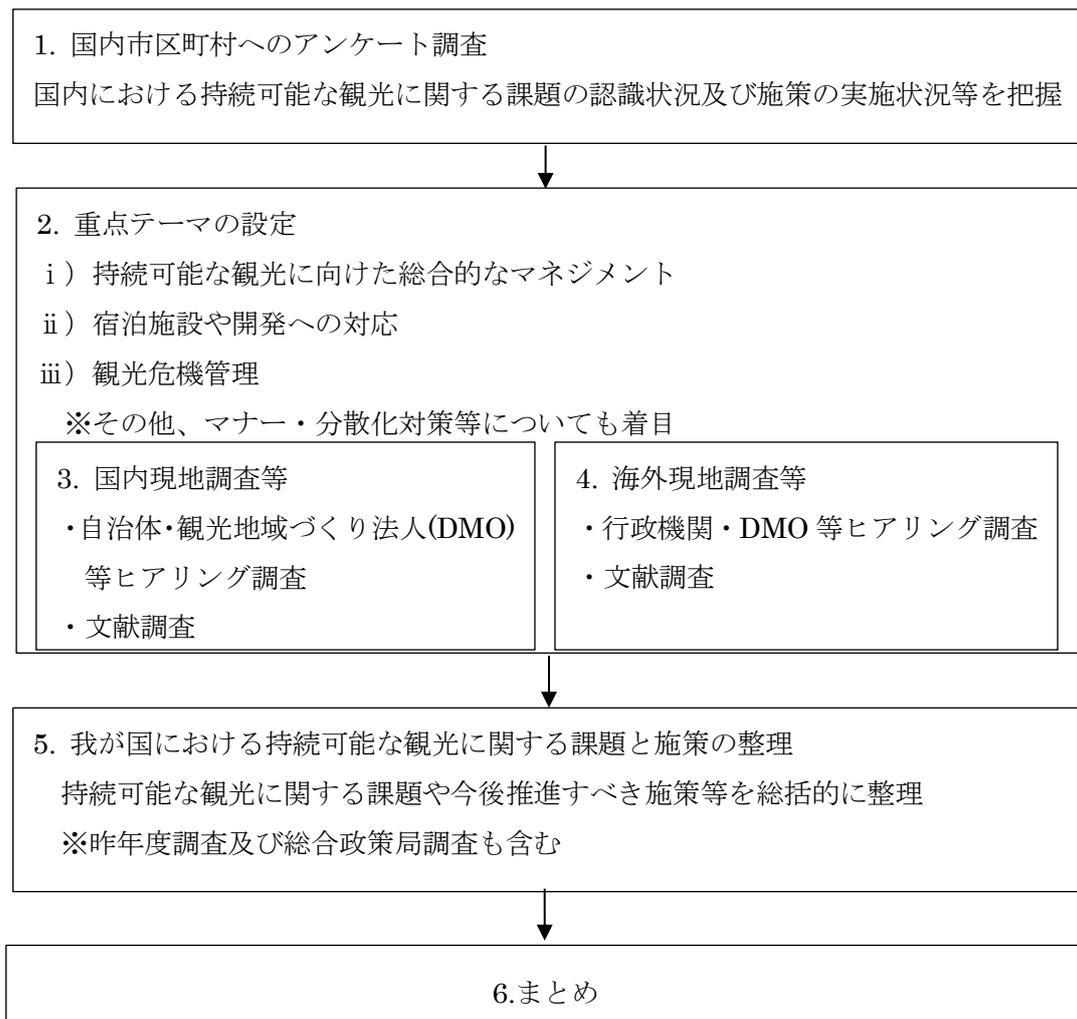 1. 国内市区町村へのアンケート調査
国内における持続可能な観光に関する課題の認識状況及び施策の実施状況等を把握
2. 重点テーマの設定
ⅰ）持続可能な観光に向けた総合的なマネジメント
ⅱ）宿泊施設や開発への対応
ⅲ）観光危機管理
※その他、マナー・分散化対策等についても着目
3. 国内現地調査等
・自治体・観光地域づくり法人(DMO)
等ヒアリング調査
・文献調査
4. 海外現地調査等
・行政機関・DMO 等ヒアリング調査
・文献調査
5. 我が国における持続可能な観光に関する課題と施策の整理
持続可能な観光に関する課題や今後推進すべき施策等を総括的に整理
※昨年度調査及び総合政策局調査も含む
6.まとめ